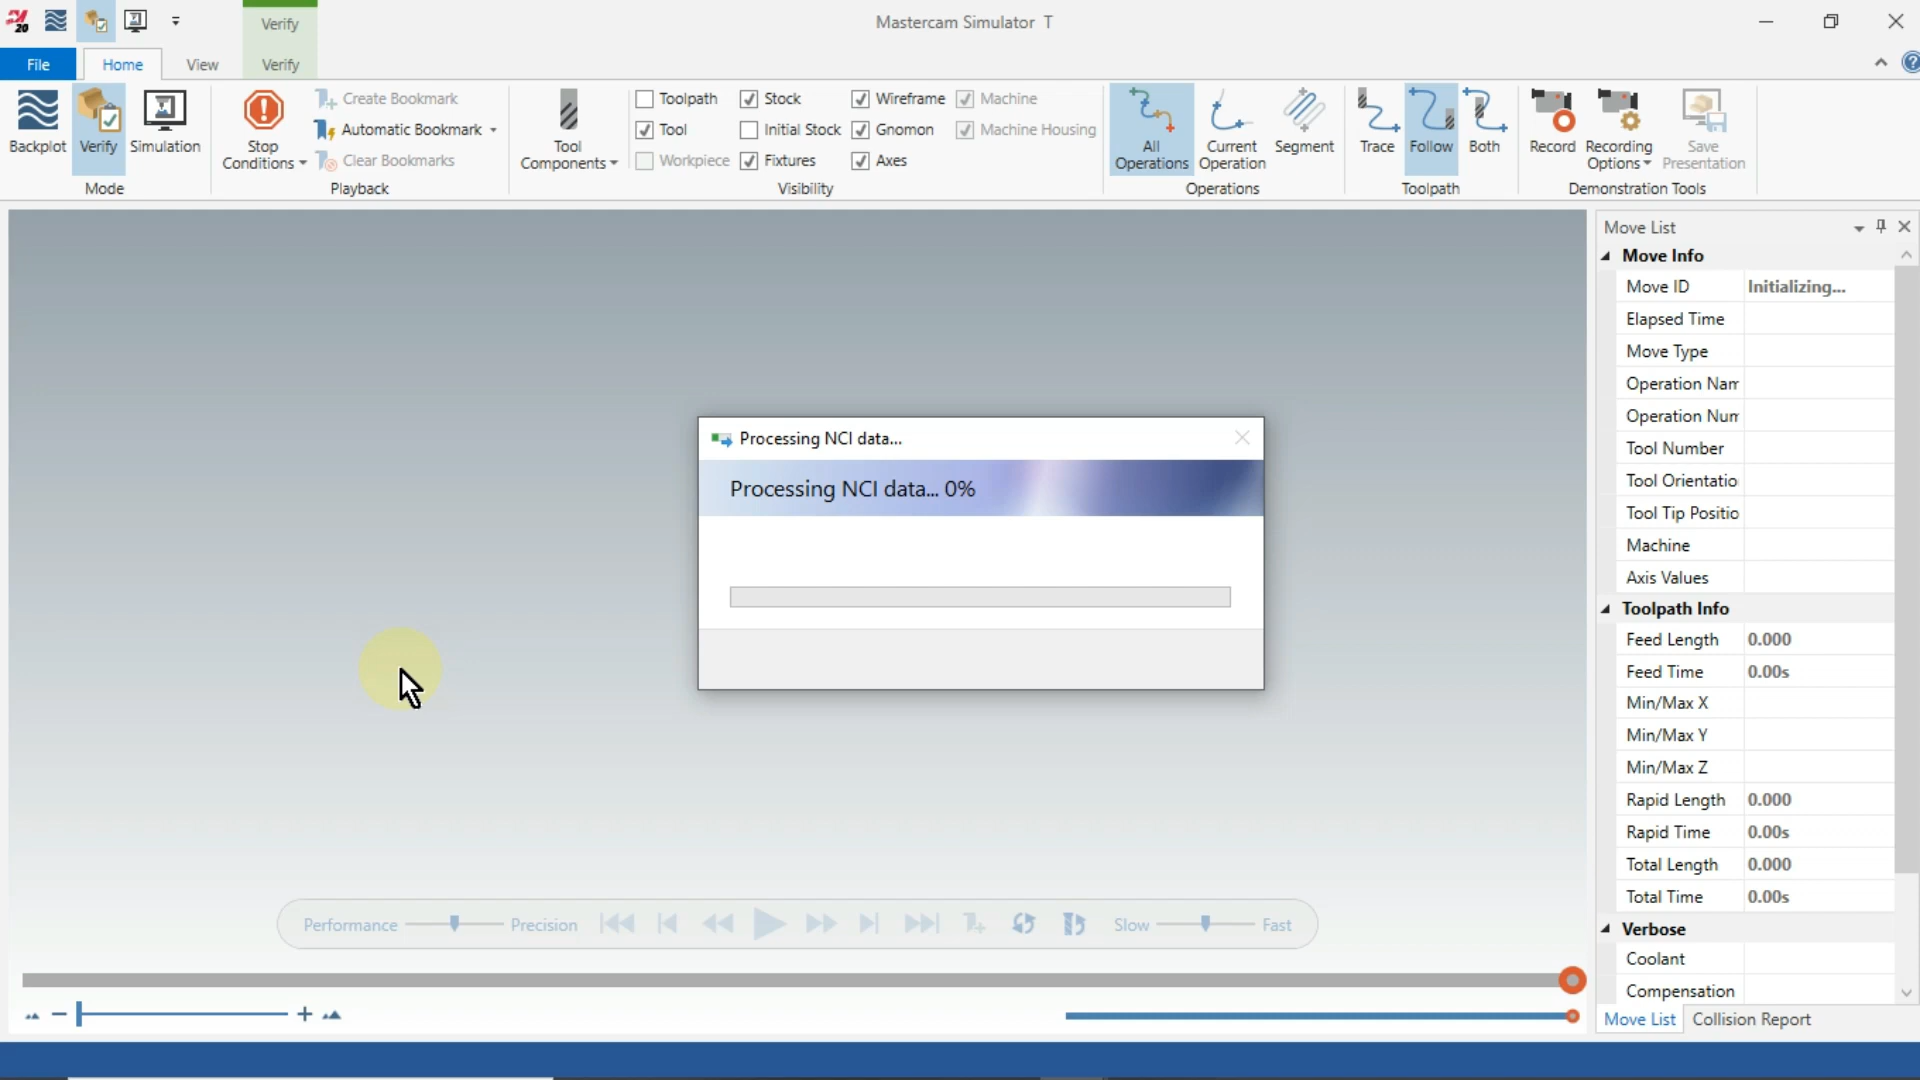 20
Verify
Mastercam Simulator T
File
Home
View
Verify
Backplot
Verify
Simulation
Mode
Stop
Conditions
Create Bookmark
Automatic Bookmark
Clear Bookmarks
Playback
Tool
Components
Toolpath
Stock
Wireframe
Machine
Tool
Initial Stock
Gnomon
Machine Housing
Workpiece
Fixtures
Axes
Visibility
All
Operations
Current
Operation
Segment
Operations
Trace
Follow
Both
Toolpath
Record
Recording
Options
Save
Presentation
Demonstration Tools
Processing NCI data...
Processing NCI data... 0%
Performance
Precision
Slow
Fast
Move List
Move Info
Move ID Initializing...
Elapsed Time
Move Type
Operation Nam
Operation Num
Tool Number
Tool Orientatio
Tool Tip Positio
Machine
Axis Values
Toolpath Info
Feed Length 0.000
Feed Time 0.00s
Min/Max X
Min/Max Y
Min/Max Z
Rapid Length 0.000
Rapid Time 0.00s
Total Length 0.000
Total Time 0.00s
Verbose
Coolant
Compensation
Move List
Collision Report